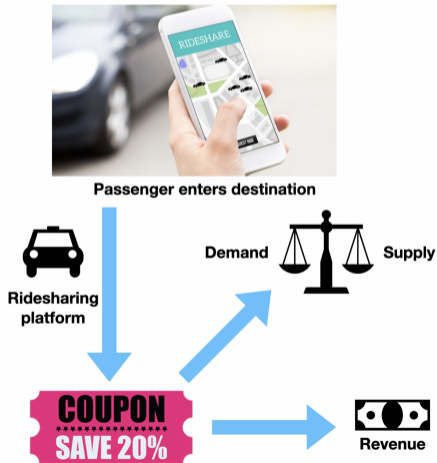 RIDESHARE
Passenger enters destination
Demand
Supply
Ridesharing
platform
COUPON
SAVE 20%
Revenue